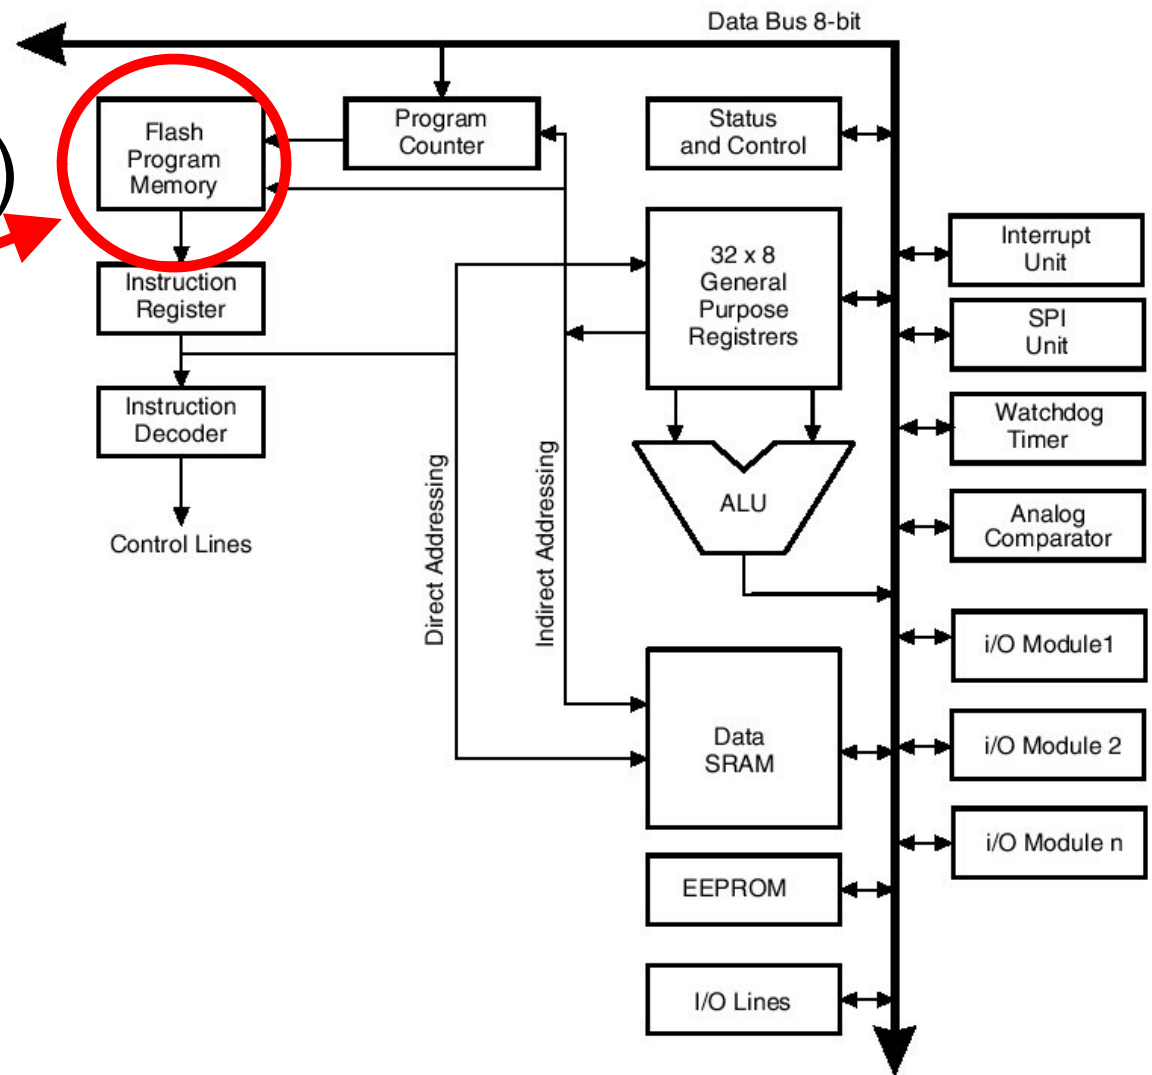 Data Bus 8-bit
Flash
Program
Memory
Program
Counter
Status
and Control
32 x 8
General
Purpose
Registrers
Interrupt
Unit
Instruction
Register
SPI
Unit
Instruction
Decoder
Watchdog
Timer
Control Lines
Direct Addressing
Indirect Addressing
ALU
Analog
Comparator
i/O Module1
Data
SRAM
i/O Module 2
i/O Module n
EEPROM
I/O Lines